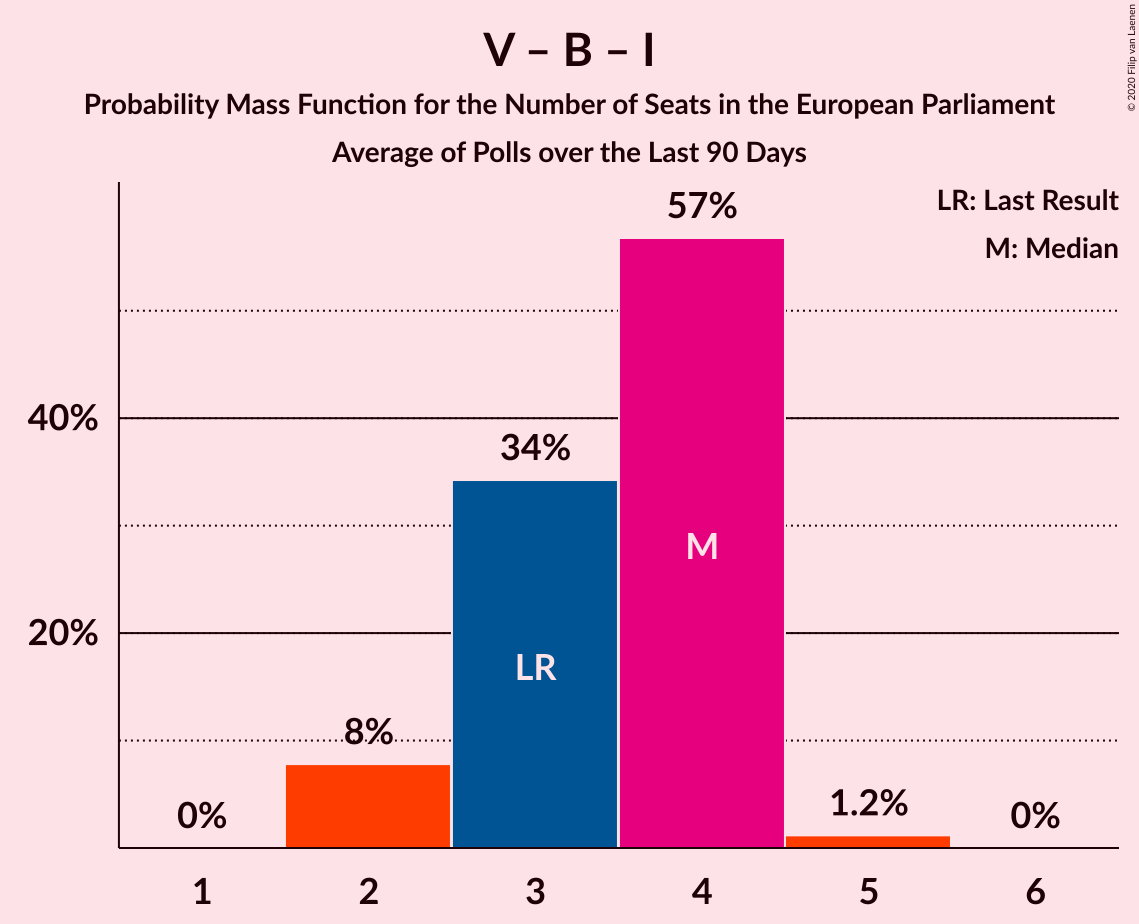 V – B – I
Probability Mass Function for the Number of Seats in the European Parliament
Average of Polls over the Last 90 Days
© 2020 Filip van Laenen
LR: Last Result
M: Median
57%
40%
34%
M
20%
LR
8%
0%
1.2%
0%
1 2 3 4 5 6